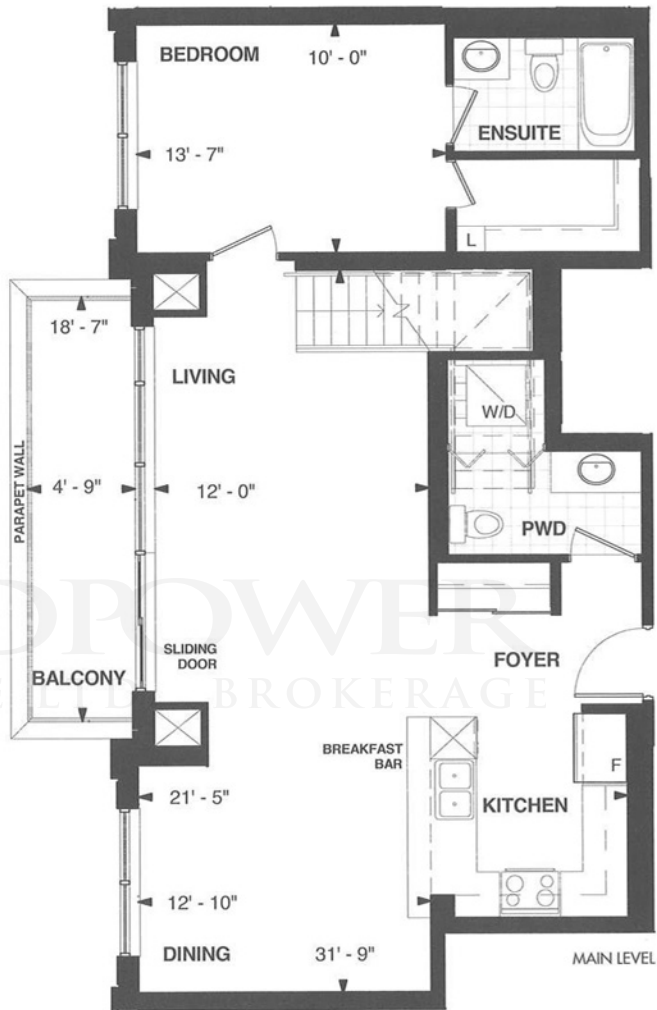 BEDROOM
10' - 0"
ENSUITE
13' - 7"
L
18' - 7"
LIVING
W/D
PARAPET WALL
4' - 9"
12' - 0"
PWD
OPOWER
SLIDING
DOOR
FOYER
BALCONY
BROKERAGE
BREAKFAST
BAR
F
21' - 5"
KITCHEN
12' - 10"
DINING
31' - 9"
MAIN LEVEL